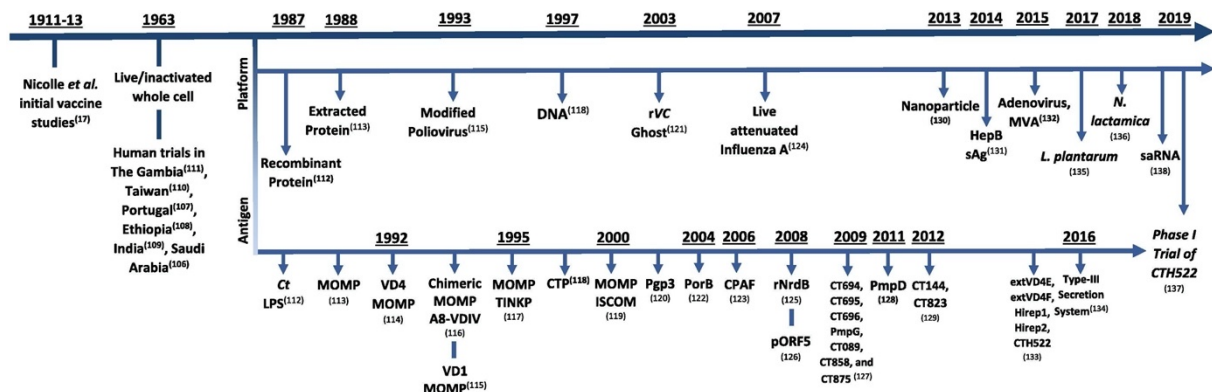 1911-13 1963 1987 1988 1993 1997 2003 2007 2013 2014 2015 2017 2018 2019
Nicolle et al.
initial vaccine
studies(17)
Live/inactivated
whole cell
Human trials in
The Gambia(111),
Taiwan(110),
Portugal(107),
Ethiopia(108),
India(109), Saudi
Arabia(106)
Platform
Recombinant
Protein(112)
Extracted
Protein(113)
Modified
Poliovirus(115)
DNA(118)
rVC
Ghost(121)
Live
attenuated
Influenza A(124)
Nanoparticle
(130)
HepB
sAg(131)
Adenovirus,
MVA(132)
L. plantarum
(135)
N.
lactamica
(136)
saRNA
(138)
Phase I
Trial of
CTH522
(137)
Antigen
1992 1995 2000 2004 2006 2008 2009 2011 2012 2016
Ct
LPS(112)
MOMP
(113)
VD4
MOMP
(114)
Chimeric
MOMP
A8-VDIV
(116)
VD1
MOMP(115)
MOMP
TINKP
(117)
CTP(118)
MOMP
ISCOM
(119)
Pgp3
(120)
PorB
(122)
CPAF
(123)
rNrdB
(125)
pORF5
(126)
CT694,
CT695,
CT696,
PmpG,
CT089,
CT858, and
CT875(127)
PmpD
(128)
CT144,
CT823
(129)
extVD4E,
extVD4F,
Hirep1,
Hirep2,
CTH522
(133)
Type-III
Secretion
System(134)